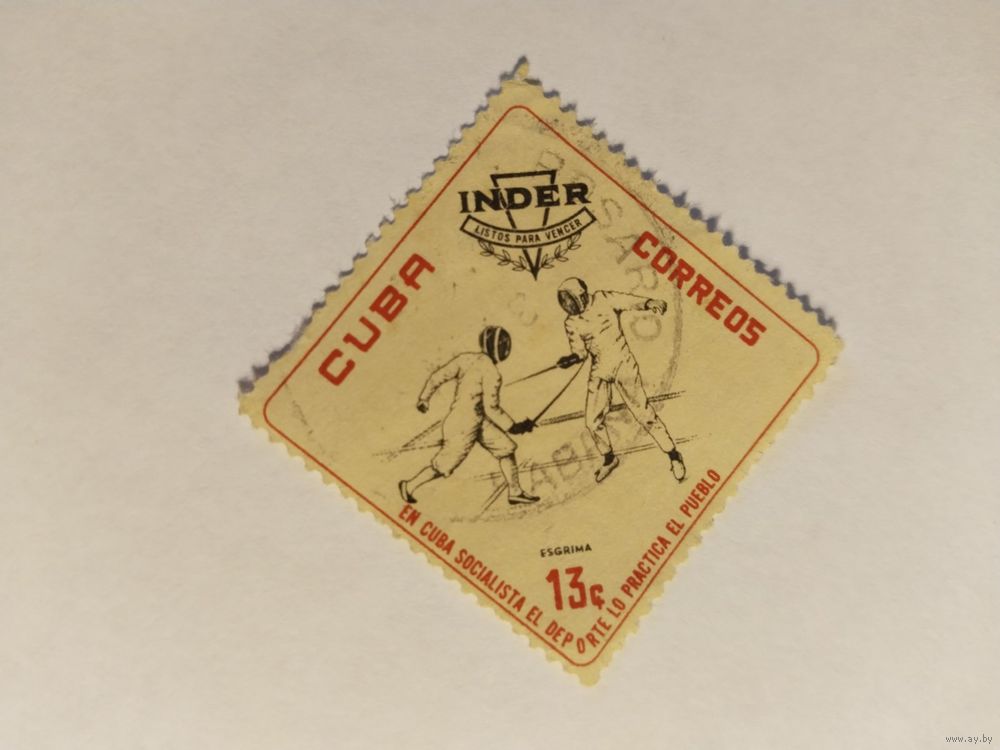 INDER
LISTOS PARA VENCER
CUBA
CORREOS
ESGRIMA
13¢
EN CUBA SOCIALISTA EL DEPORTE LO PRACTICA EL PUEBLO
www.ay.by